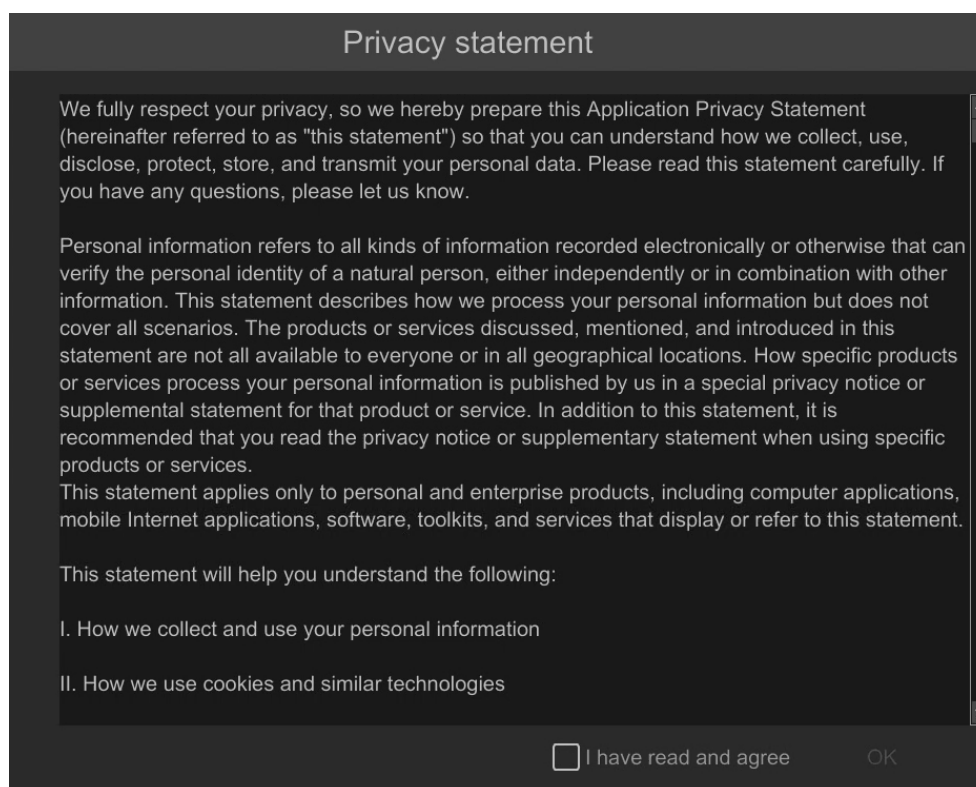 Privacy statement
We fully respect your privacy, so we hereby prepare this Application Privacy Statement
(hereinafter referred to as "this statement") so that you can understand how we collect, use,
disclose, protect, store, and transmit your personal data. Please read this statement carefully. If
you have any questions, please let us know.
Personal information refers to all kinds of information recorded electronically or otherwise that can
verify the personal identity of a natural person, either independently or in combination with other
information. This statement describes how we process your personal information but does not
cover all scenarios. The products or services discussed, mentioned, and introduced in this
statement are not all available to everyone or in all geographical locations. How specific products
or services process your personal information is published by us in a special privacy notice or
supplemental statement for that product or service. In addition to this statement, it is
recommended that you read the privacy notice or supplementary statement when using specific
products or services.
This statement applies only to personal and enterprise products, including computer applications,
mobile Internet applications, software, toolkits, and services that display or refer to this statement.
This statement will help you understand the following:
I. How we collect and use your personal information
II. How we use cookies and similar technologies
I have read and agree
OK